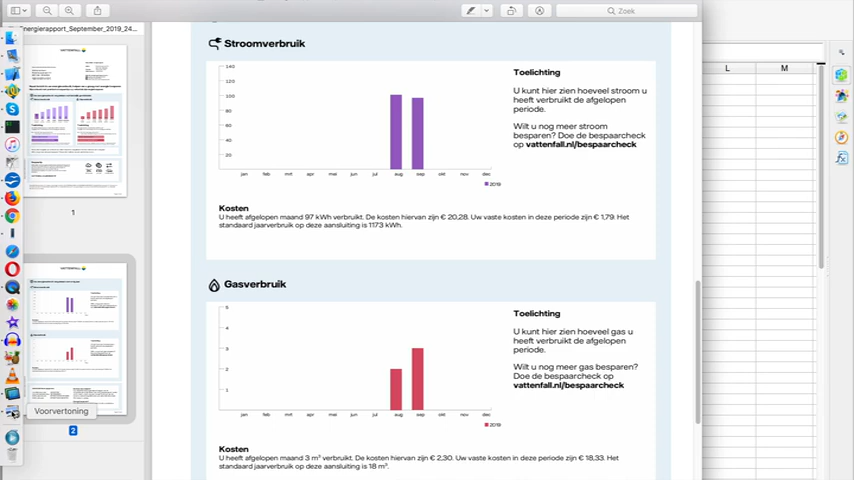 Zoek
Energierapport_September_2019_24...
L M
VATTENFALL
1
VATTENFALL
Voorvertoning
2
Stroomverbruik
140
120
100
80
60
40
20
jan feb mrt apr mei jun jul aug sep okt nov dec
2019
Toelichting
U kunt hier zien hoeveel stroom u
heeft verbruikt de afgelopen
periode.
Wilt u nog meer stroom
besparen? Doe de bespaarcheck
op vattenfall.nl/bespaarcheck
Kosten
U heeft afgelopen maand 97 kWh verbruikt. De kosten hiervan zijn € 20,28. Uw vaste kosten in deze periode zijn € 1,79. Het
standaard jaarverbruik op deze aansluiting is 1173 kWh.
Gasverbruik
5
4
3
2
1
jan feb mrt apr mei jun jul aug sep okt nov dec
2019
Toelichting
U kunt hier zien hoeveel gas u
heeft verbruikt de afgelopen
periode.
Wilt u nog meer gas besparen?
Doe de bespaarcheck op
vattenfall.nl/bespaarcheck
Kosten
U heeft afgelopen maand 3 m³ verbruikt. De kosten hiervan zijn € 2,30. Uw vaste kosten in deze periode zijn € 18,33. Het
standaard jaarverbruik op deze aansluiting is 18 m³.